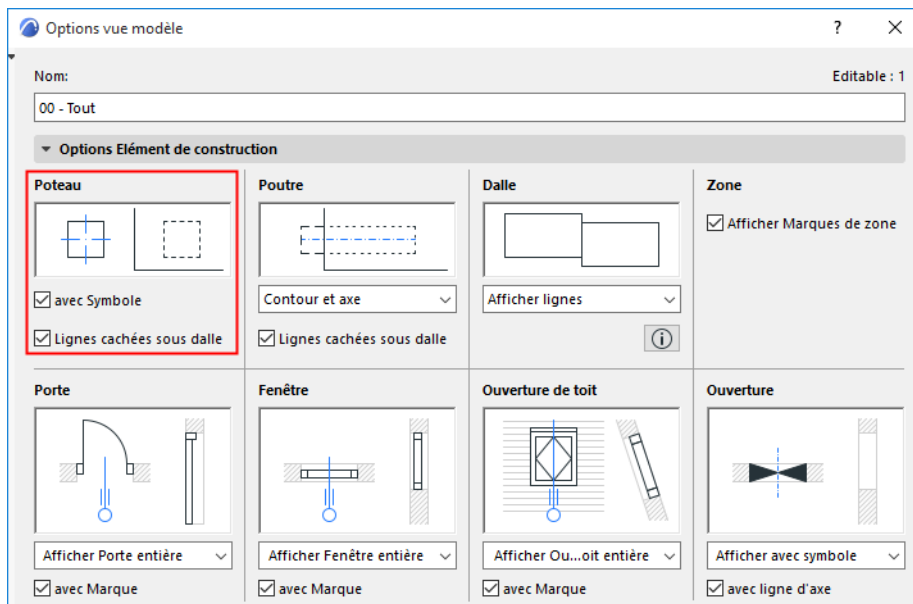 Options vue modèle ?
Nom: Editable : 1
00 - Tout
Options Elément de construction
Poteau Poutre Dalle Zone
Afficher Marques de zone
avec Symbole Contour et axe Afficher lignes
Lignes cachées sous dalle Lignes cachées sous dalle
Porte Fenêtre Ouverture de toit Ouverture
Afficher Porte entière Afficher Fenêtre entière Afficher Ou...oit entière Afficher avec symbole
avec Marque avec Marque avec Marque avec ligne d'axe